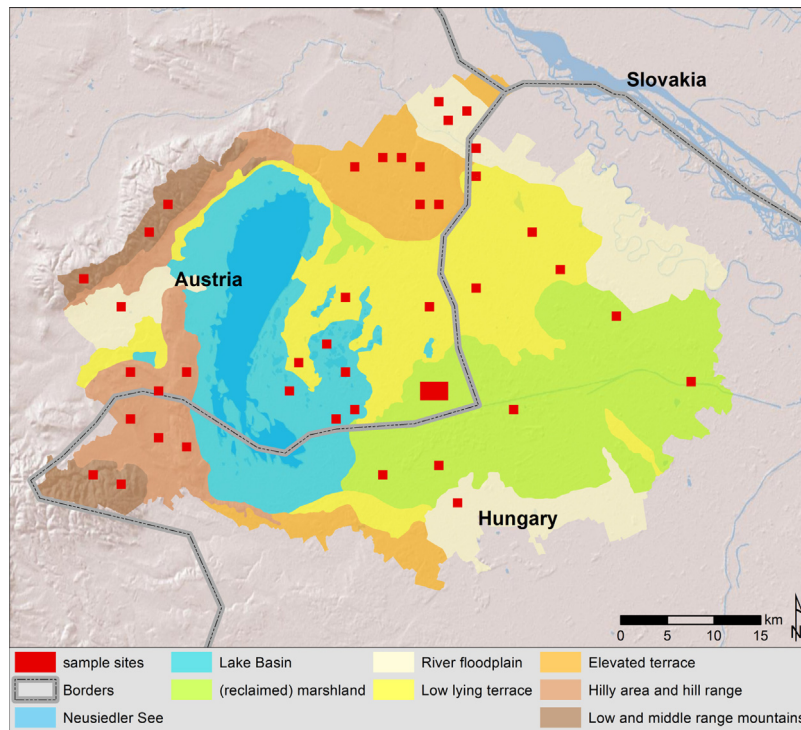 Slovakia
Austria
Hungary
km
0 5 10 15
N
sample sites
Lake Basin
River floodplain
Elevated terrace
Borders
(reclaimed) marshland
Low lying terrace
Hilly area and hill range
Neusiedler See
Low and middle range mountains